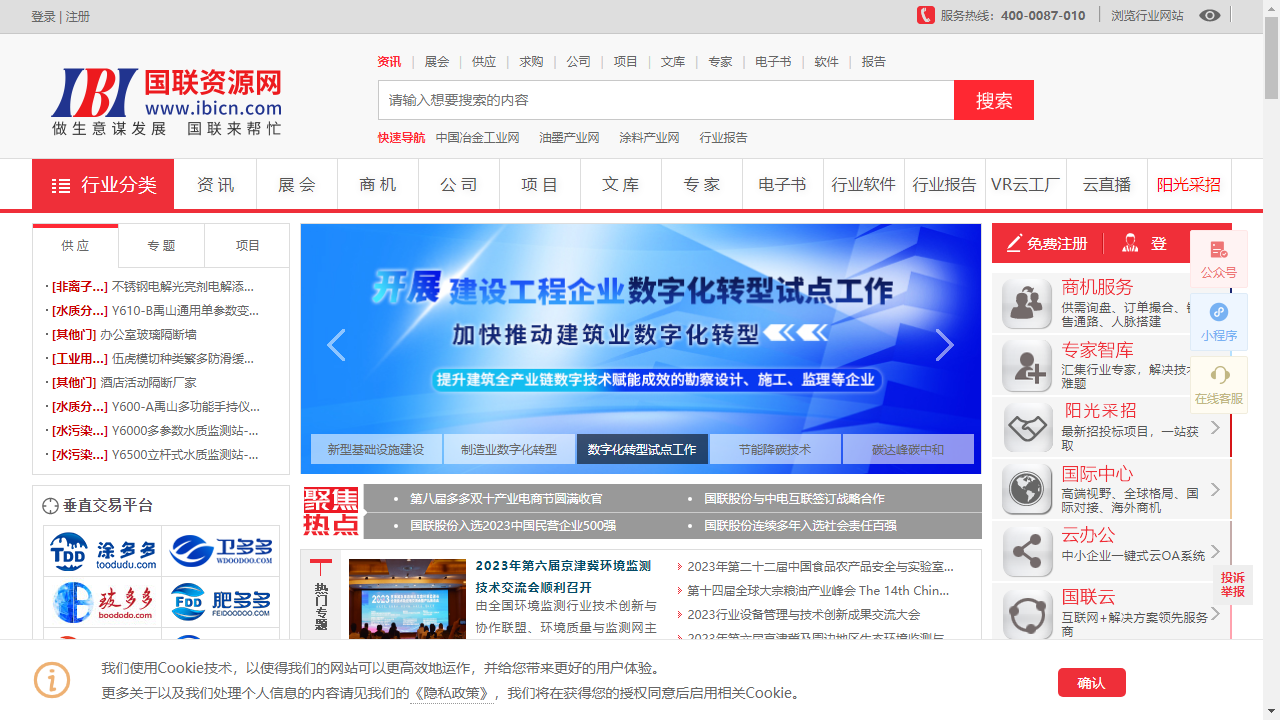 登录 | 注册
服务热线：400-0087-010
浏览行业网站
IBI 国联资源网
www.ibicn.com
做生意谋发展 国联来帮忙
资讯 | 展会 | 供应 | 求购 | 公司 | 项目 | 文库 | 专家 | 电子书 | 软件 | 报告
请输入想要搜索的内容
搜索
快速导航 中国冶金工业网 油墨产业网 涂料产业网 行业报告
行业分类 资 讯 展 会 商 机 公 司 项 目 文 库 专 家 电子书 行业软件 行业报告 VR云工厂 云直播 阳光采招
供 应 专 题 项目
· [非离子...] 不锈钢电解光亮剂电解添...
· [水质分...] Y610-B禹山通用单参数变...
· [其他门] 办公室玻璃隔断墙
· [工业用...] 伍虎模切种类繁多防滑缓...
· [其他门] 酒店活动隔断厂家
· [水质分...] Y600-A禹山多功能手持仪...
· [水污染...] Y6000多参数水质监测站-...
· [水污染...] Y6500立杆式水质监测站-...
垂直交易平台
TDD 涂多多
toodudu.com
卫多多
WDOODOO.COM
玻多多
boododo.com
FDD 肥多多
FEIDOODOO.COM
开展 建设工程企业数字化转型试点工作
加快推动建筑业数字化转型
提升建筑全产业链数字技术赋能成效的勘察设计、施工、监理等企业
新型基础设施建设 制造业数字化转型 数字化转型试点工作 节能降碳技术 碳达峰碳中和
聚焦热点
• 第八届多多双十产业电商节圆满收官
• 国联股份与中电互联签订战略合作
• 国联股份入选2023中国民营企业500强
• 国联股份连续多年入选社会责任百强
热门专题
2023年第六届京津冀环境监测
技术交流会顺利召开
由全国环境监测行业技术创新与
协作联盟、环境质量与监测网主
2023年第二十二届中国食品农产品安全与实验室...
第十四届全球大宗粮油产业峰会 The 14th Chin...
2023行业设备管理与技术创新成果交流大会
2023年第六届京津冀及周边地区生态环境监测与...
免费注册 登
商机服务
供需询盘、订单撮合、销
售通路、人脉搭建
专家智库
汇集行业专家，解决技术
难题
阳光采招
最新招投标项目，一站获
取
国际中心
高端视野、全球格局、国
际对接、海外商机
云办公
中小企业一键式云OA系统
国联云
互联网+解决方案领先服务
商
公众号
小程序
在线客服
投诉
举报
我们使用Cookie技术，以使得我们的网站可以更高效地运作，并给您带来更好的用户体验。
更多关于以及我们处理个人信息的内容请见我们的《隐私政策》，我们将在获得您的授权同意后启用相关Cookie。
确认